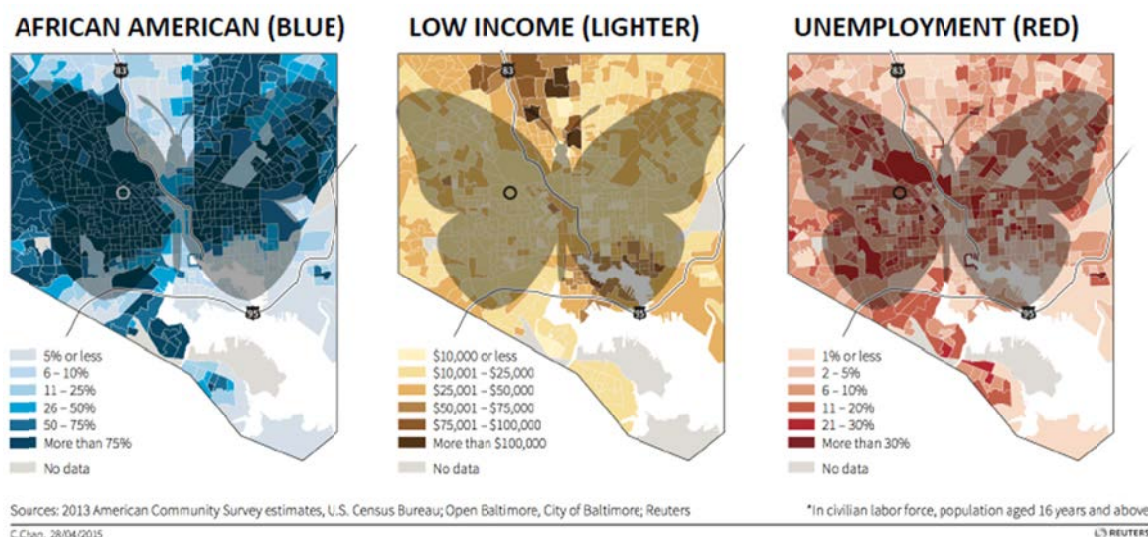 AFRICAN AMERICAN (BLUE)
LOW INCOME (LIGHTER)
UNEMPLOYMENT (RED)
83
83
83
95
95
95
5% or less
6 – 10%
11 – 25%
26 – 50%
50 – 75%
More than 75%
No data
$10,000 or less
$10,001 – $25,000
$25,001 – $50,000
$50,001 – $75,000
$75,001 – $100,000
More than $100,000
No data
1% or less
2 – 5%
6 – 10%
11 – 20%
21 – 30%
More than 30%
No data
Sources: 2013 American Community Survey estimates, U.S. Census Bureau; Open Baltimore, City of Baltimore; Reuters
*In civilian labor force, population aged 16 years and above
C.Chan, 28/04/2015
REUTERS